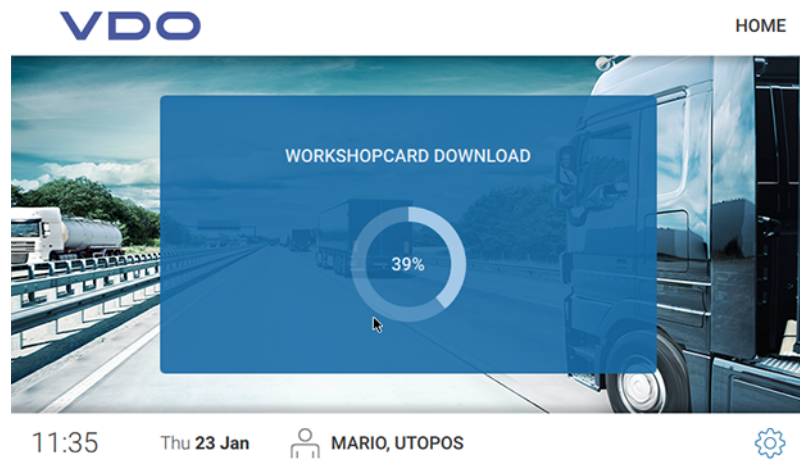 VDO
HOME
WORKSHOPCARD DOWNLOAD
39%
11:35 Thu 23 Jan MARIO, UTOPOS